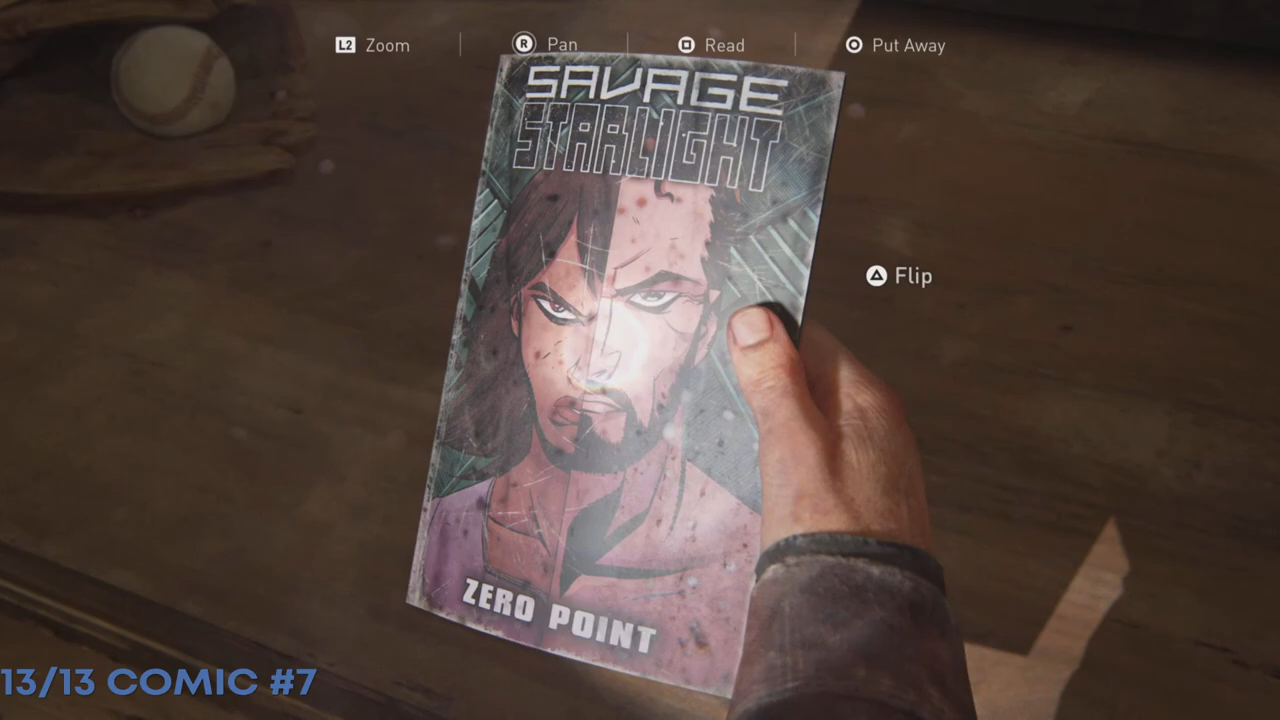 L2 Zoom
R Pan
Read
Put Away
SAVAGE
STARLIGHT
Flip
ZERO POINT
13/13 COMIC #7